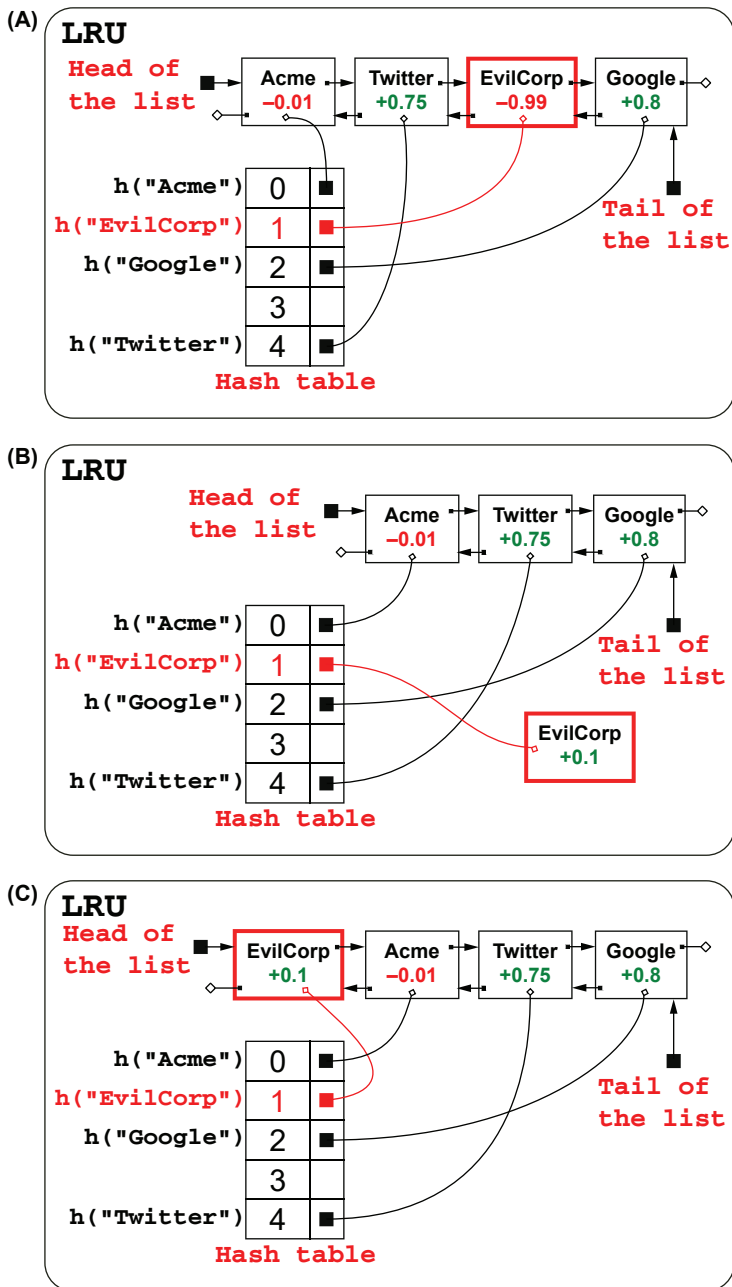 (A)
LRU
Head of
the list
Acme
–0.01
Twitter
+0.75
EvilCorp
–0.99
Google
+0.8
Tail of
the list
h("Acme")
0
h("EvilCorp")
1
h("Google")
2
3
h("Twitter")
4
Hash table
(B)
LRU
Head of
the list
Acme
–0.01
Twitter
+0.75
Google
+0.8
Tail of
the list
h("Acme")
0
h("EvilCorp")
1
h("Google")
2
3
h("Twitter")
4
EvilCorp
+0.1
Hash table
(C)
LRU
Head of
the list
EvilCorp
+0.1
Acme
–0.01
Twitter
+0.75
Google
+0.8
Tail of
the list
h("Acme")
0
h("EvilCorp")
1
h("Google")
2
3
h("Twitter")
4
Hash table